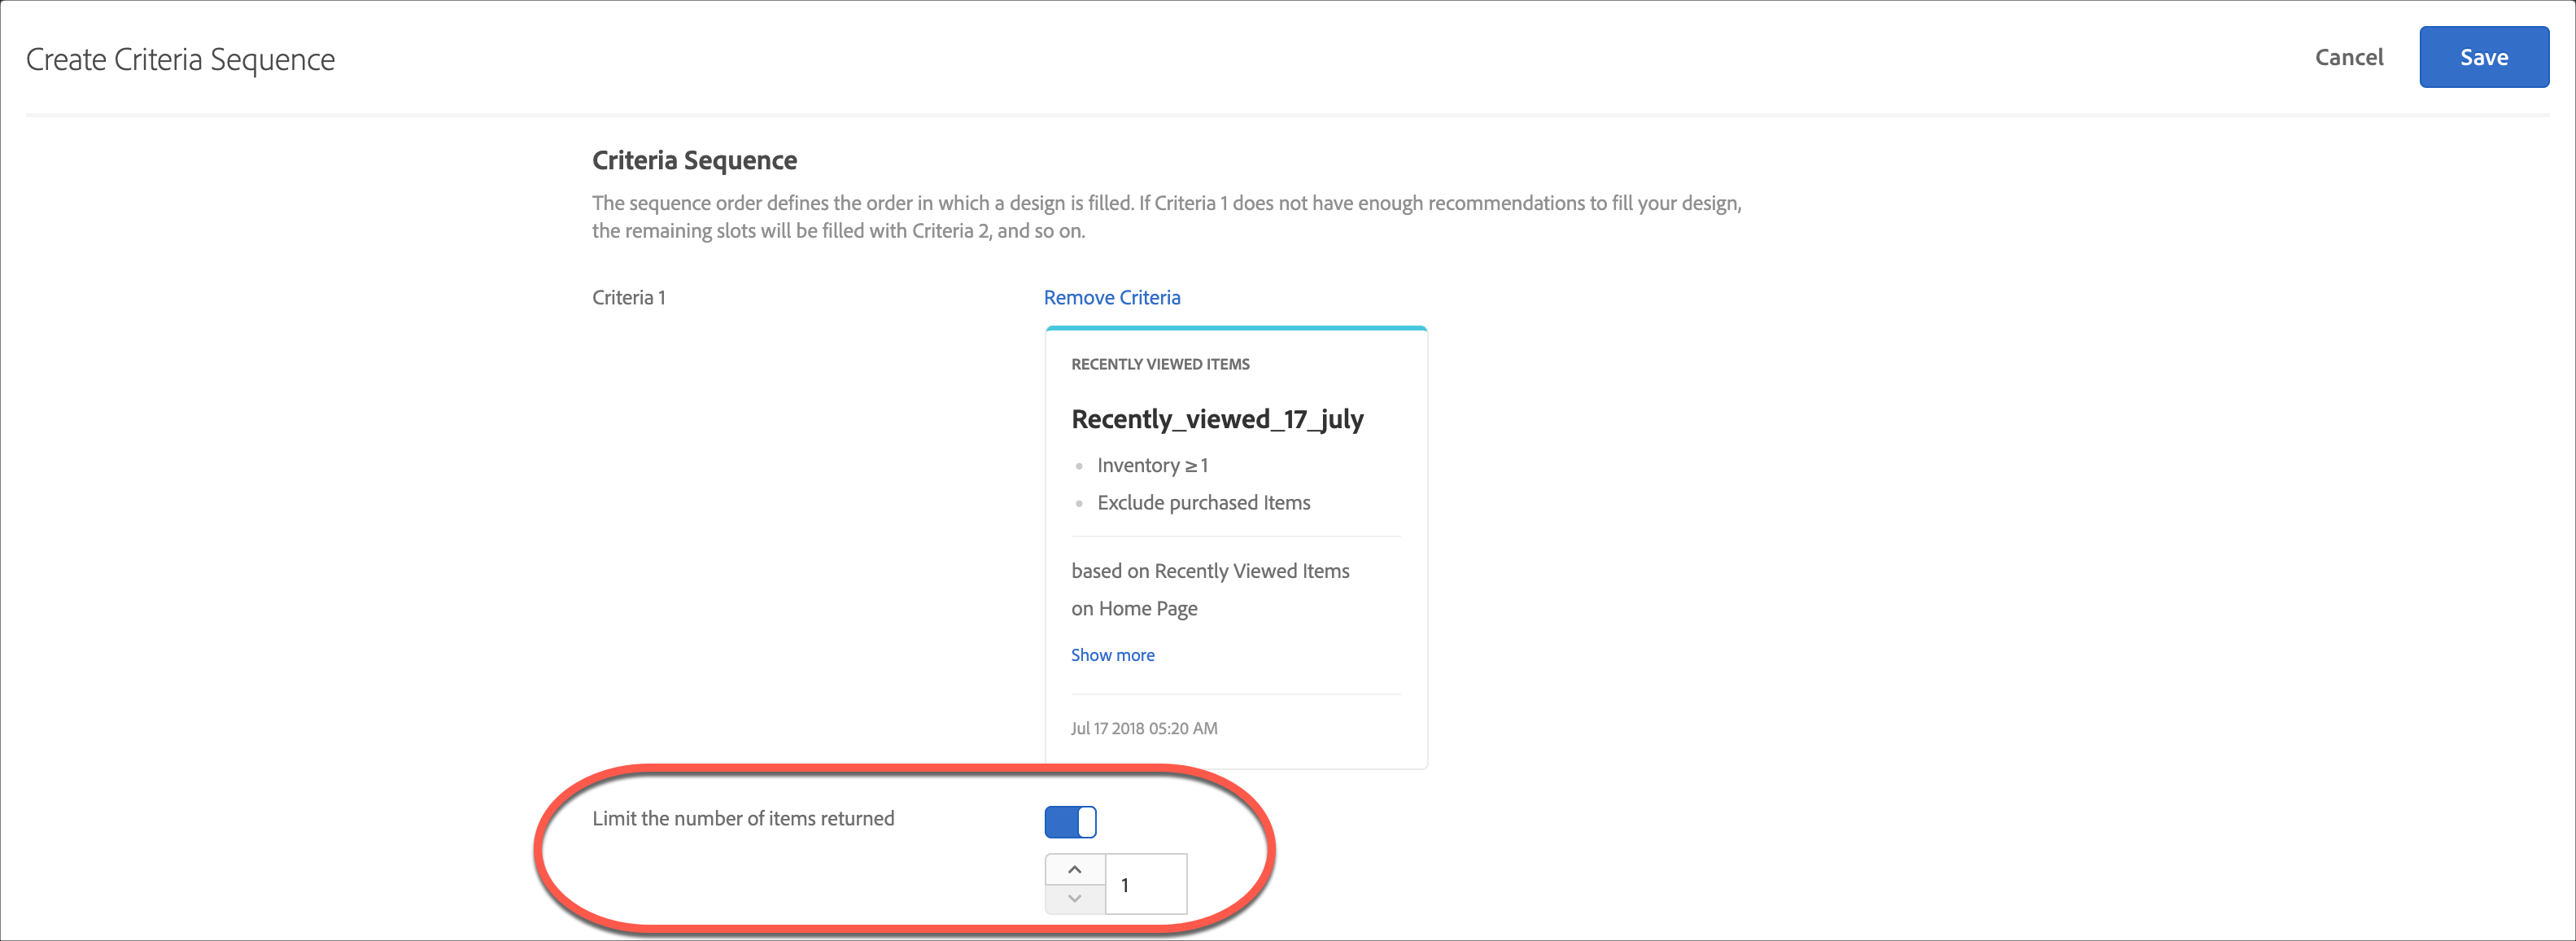 Create Criteria Sequence
Cancel
Save
Criteria Sequence
The sequence order defines the order in which a design is filled. If Criteria 1 does not have enough recommendations to fill your design,
the remaining slots will be filled with Criteria 2, and so on.
Criteria 1
Remove Criteria
RECENTLY VIEWED ITEMS
Recently_viewed_17_july
Inventory ≥ 1
Exclude purchased Items
based on Recently Viewed Items
on Home Page
Show more
Jul 17 2018 05:20 AM
Limit the number of items returned
1